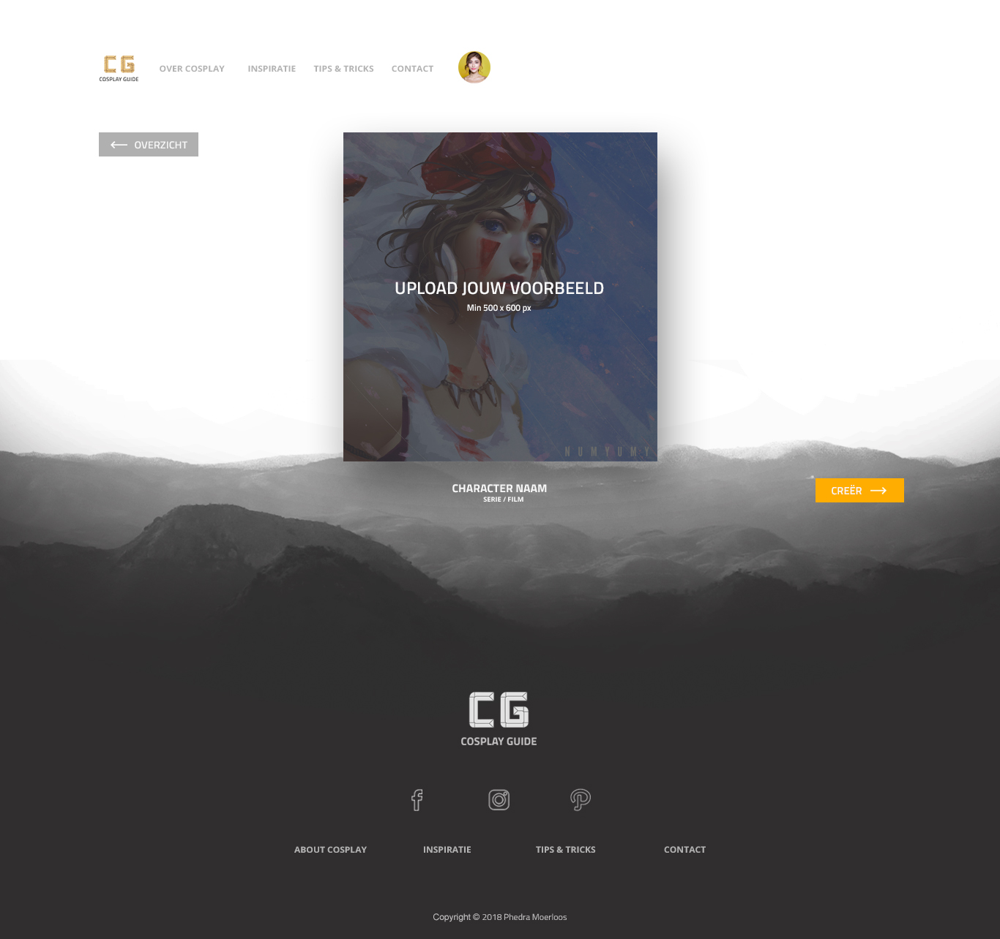 CG
COSPLAY GUIDE
OVER COSPLAY
INSPIRATIE
TIPS & TRICKS
CONTACT
OVERZICHT
UPLOAD JOUW VOORBEELD
Min 500 x 600 px
NUMYUMY
CHARACTER NAAM
SERIE / FILM
CREËR
CG
COSPLAY GUIDE
ABOUT COSPLAY
INSPIRATIE
TIPS & TRICKS
CONTACT
Copyright © 2018 Phedra Moerloos